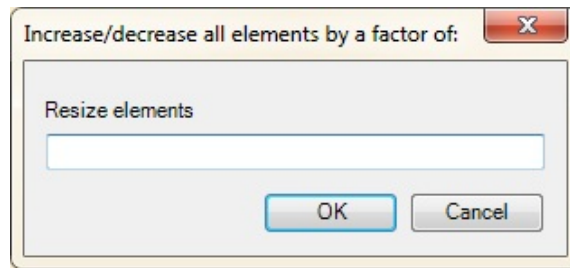 Increase/decrease all elements by a factor of:
Resize elements
OK Cancel